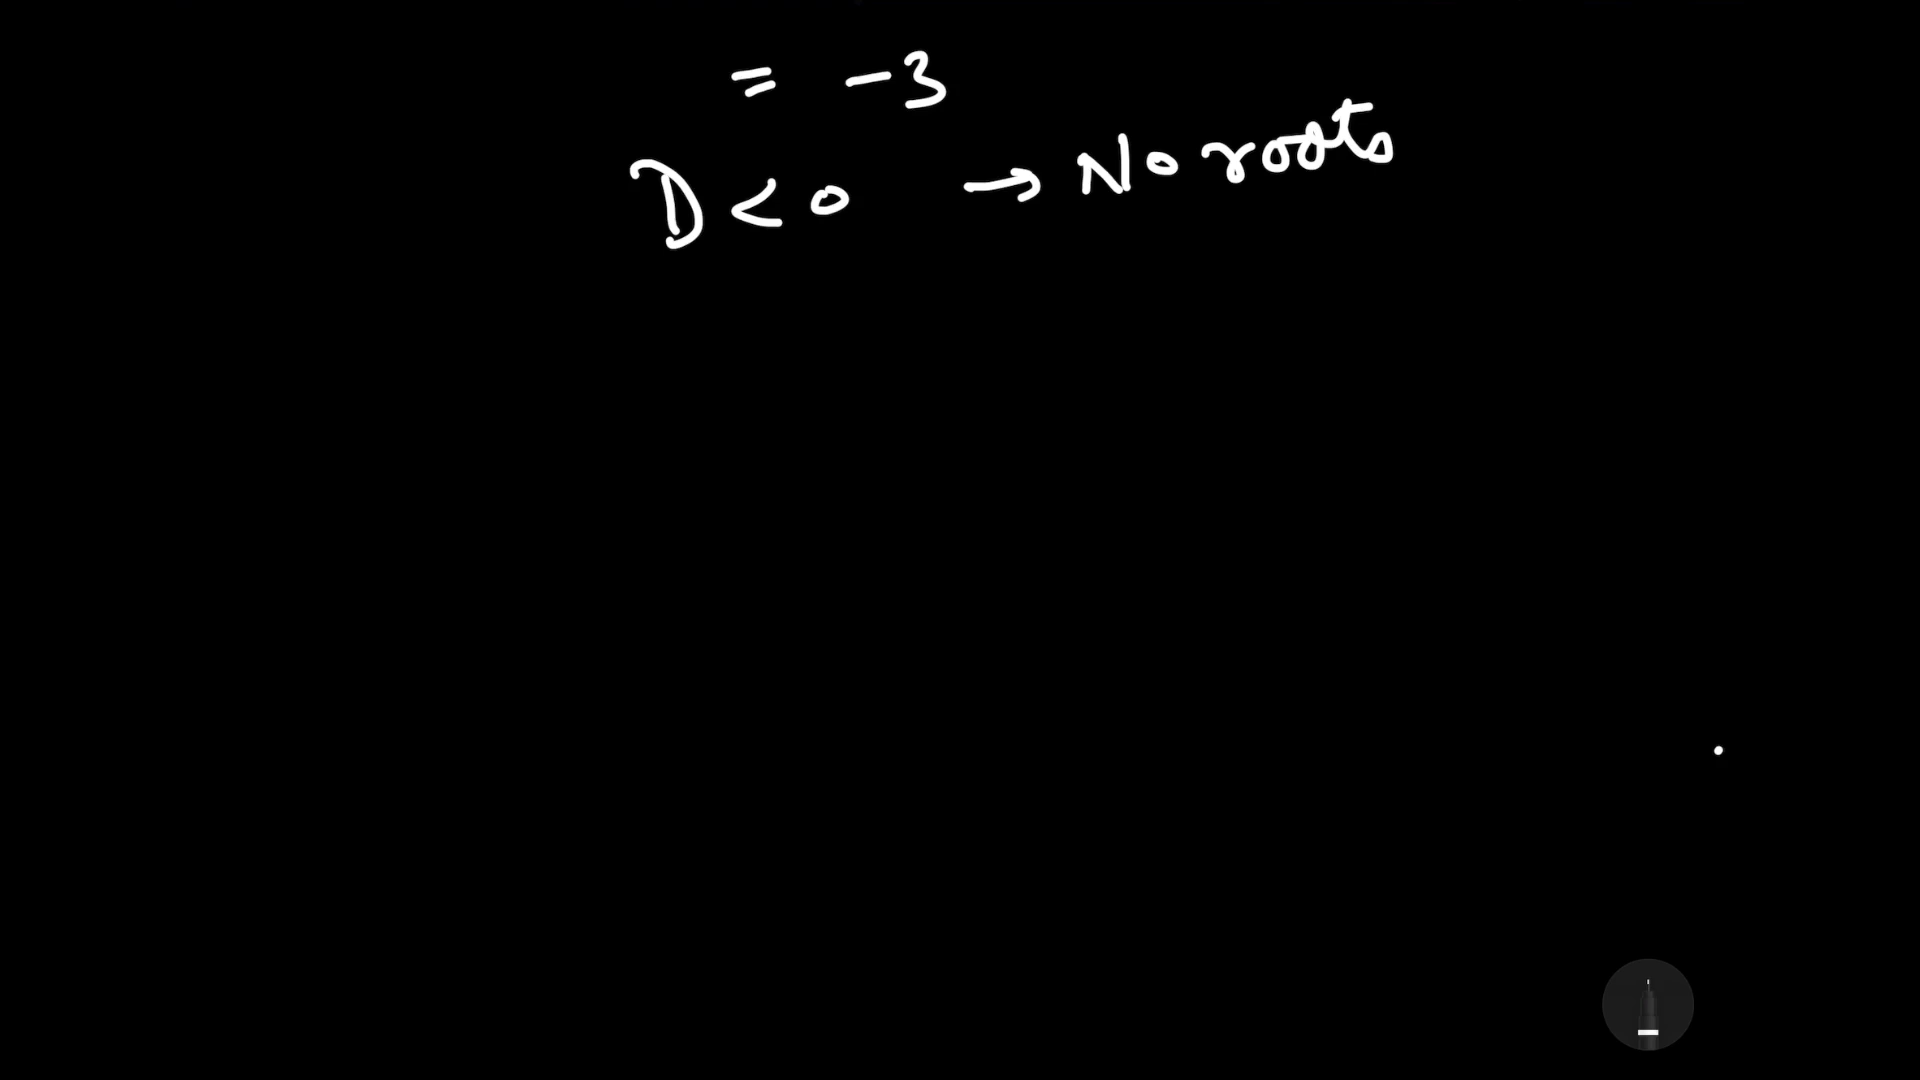 = -3
D < 0 → No roots